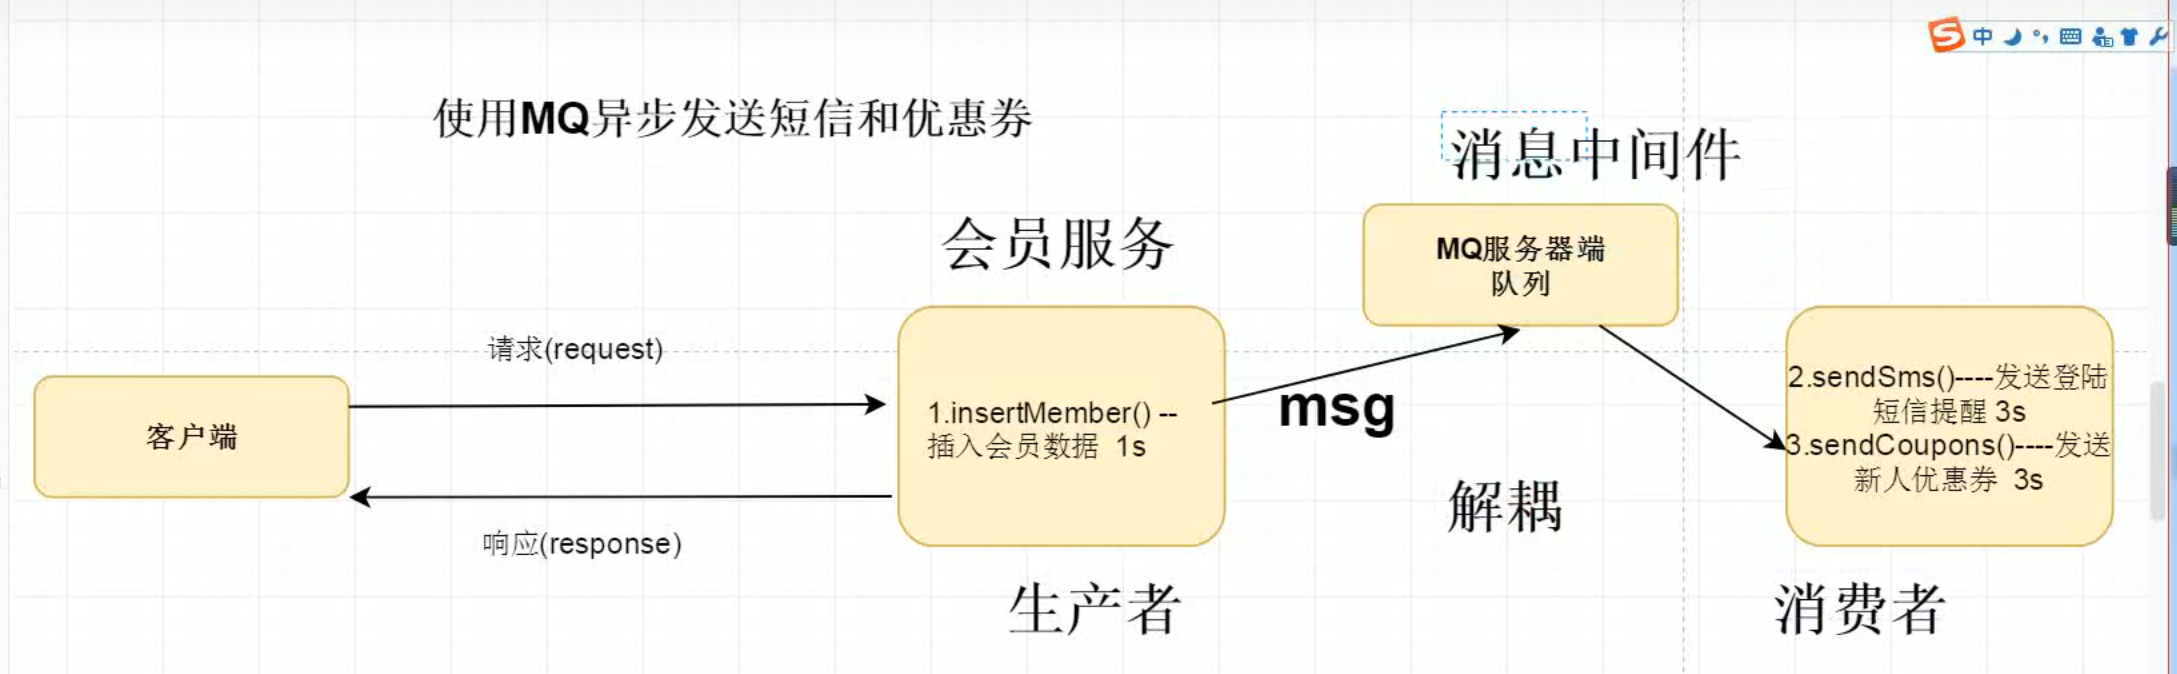 中
使用MQ异步发送短信和优惠券
消息中间件
会员服务
MQ服务器端
队列
请求(request)
客户端
1.insertMember() --
插入会员数据 1s
msg
2.sendSms()----发送登陆
短信提醒 3s
3.sendCoupons()----发送
新人优惠券 3s
解耦
响应(response)
生产者
消费者